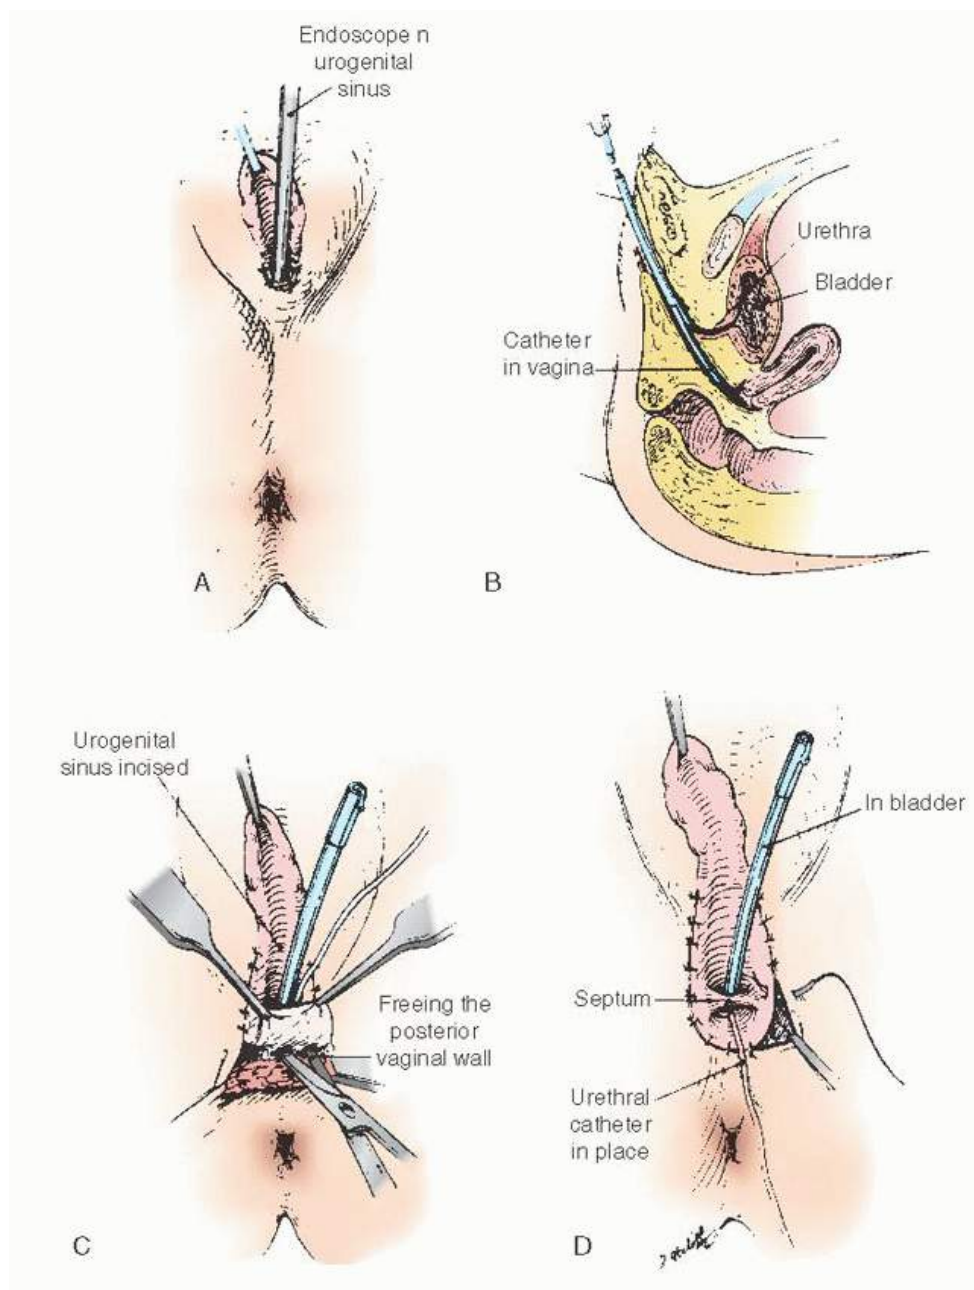 Endoscope n
urogenital
sinus
A
Urethra
Bladder
Catheter
in vagina
B
Urogenital
sinus incised
Freeing the
posterior
vaginal wall
C
In bladder
Septum
Urethral
catheter
in place
D